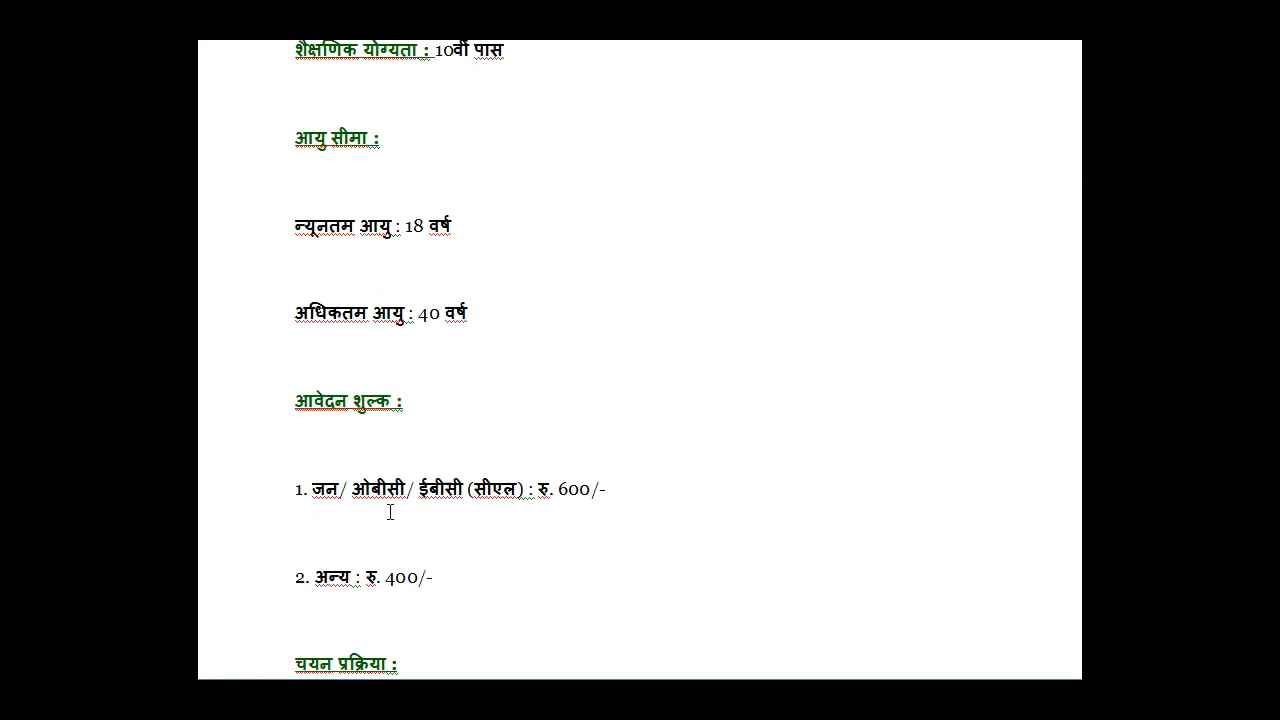 शैक्षणिक योग्यता : 10वीं पास
आयु सीमा :
न्यूनतम आयु : 18 वर्ष
अधिकतम आयु : 40 वर्ष
आवेदन शुल्क :
1. जन/ ओबीसी/ ईबीसी (सीएल) : रु. 600/-
2. अन्य : रु. 400/-
चयन प्रक्रिया :